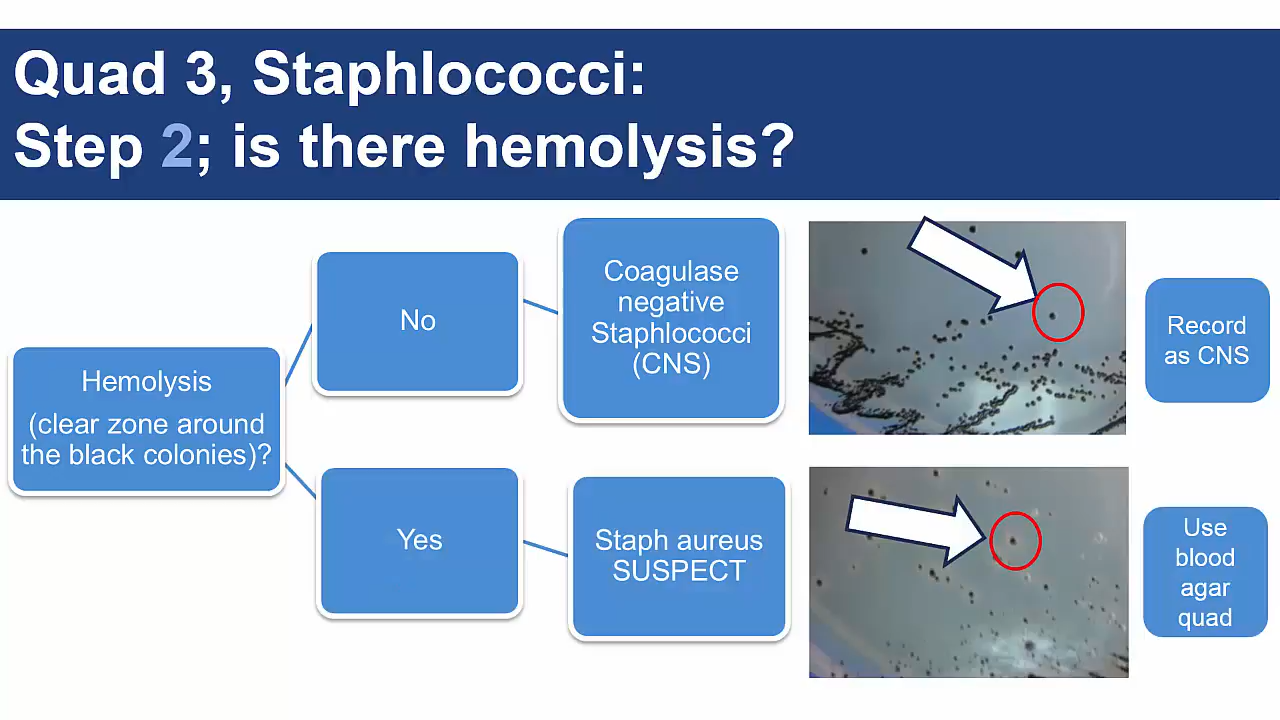 Quad 3, Staphlococci:
Step 2; is there hemolysis?
Hemolysis
(clear zone around
the black colonies)?
No
Coagulase
negative
Staphlococci
(CNS)
Record
as CNS
Yes
Staph aureus
SUSPECT
Use
blood
agar
quad